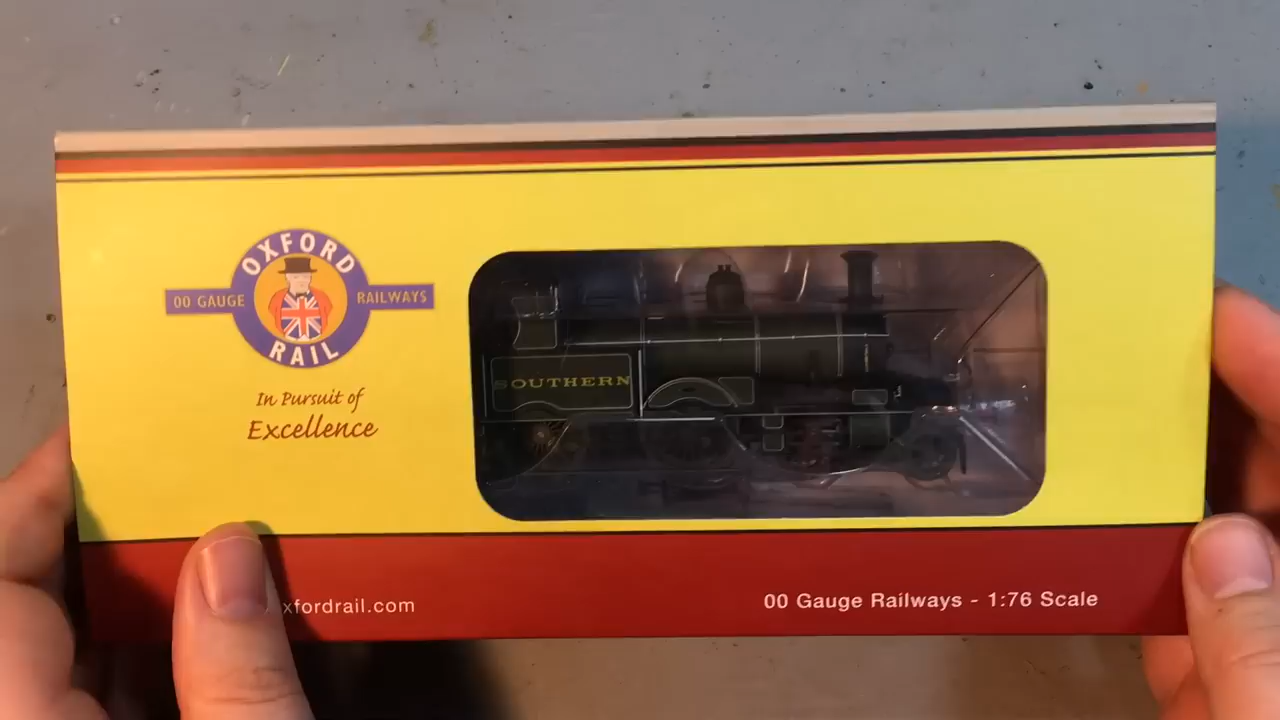 OXFORD
00 GAUGE RAILWAYS
RAIL
In Pursuit of
Excellence
SOUTHERN
xfordrail.com
00 Gauge Railways - 1:76 Scale